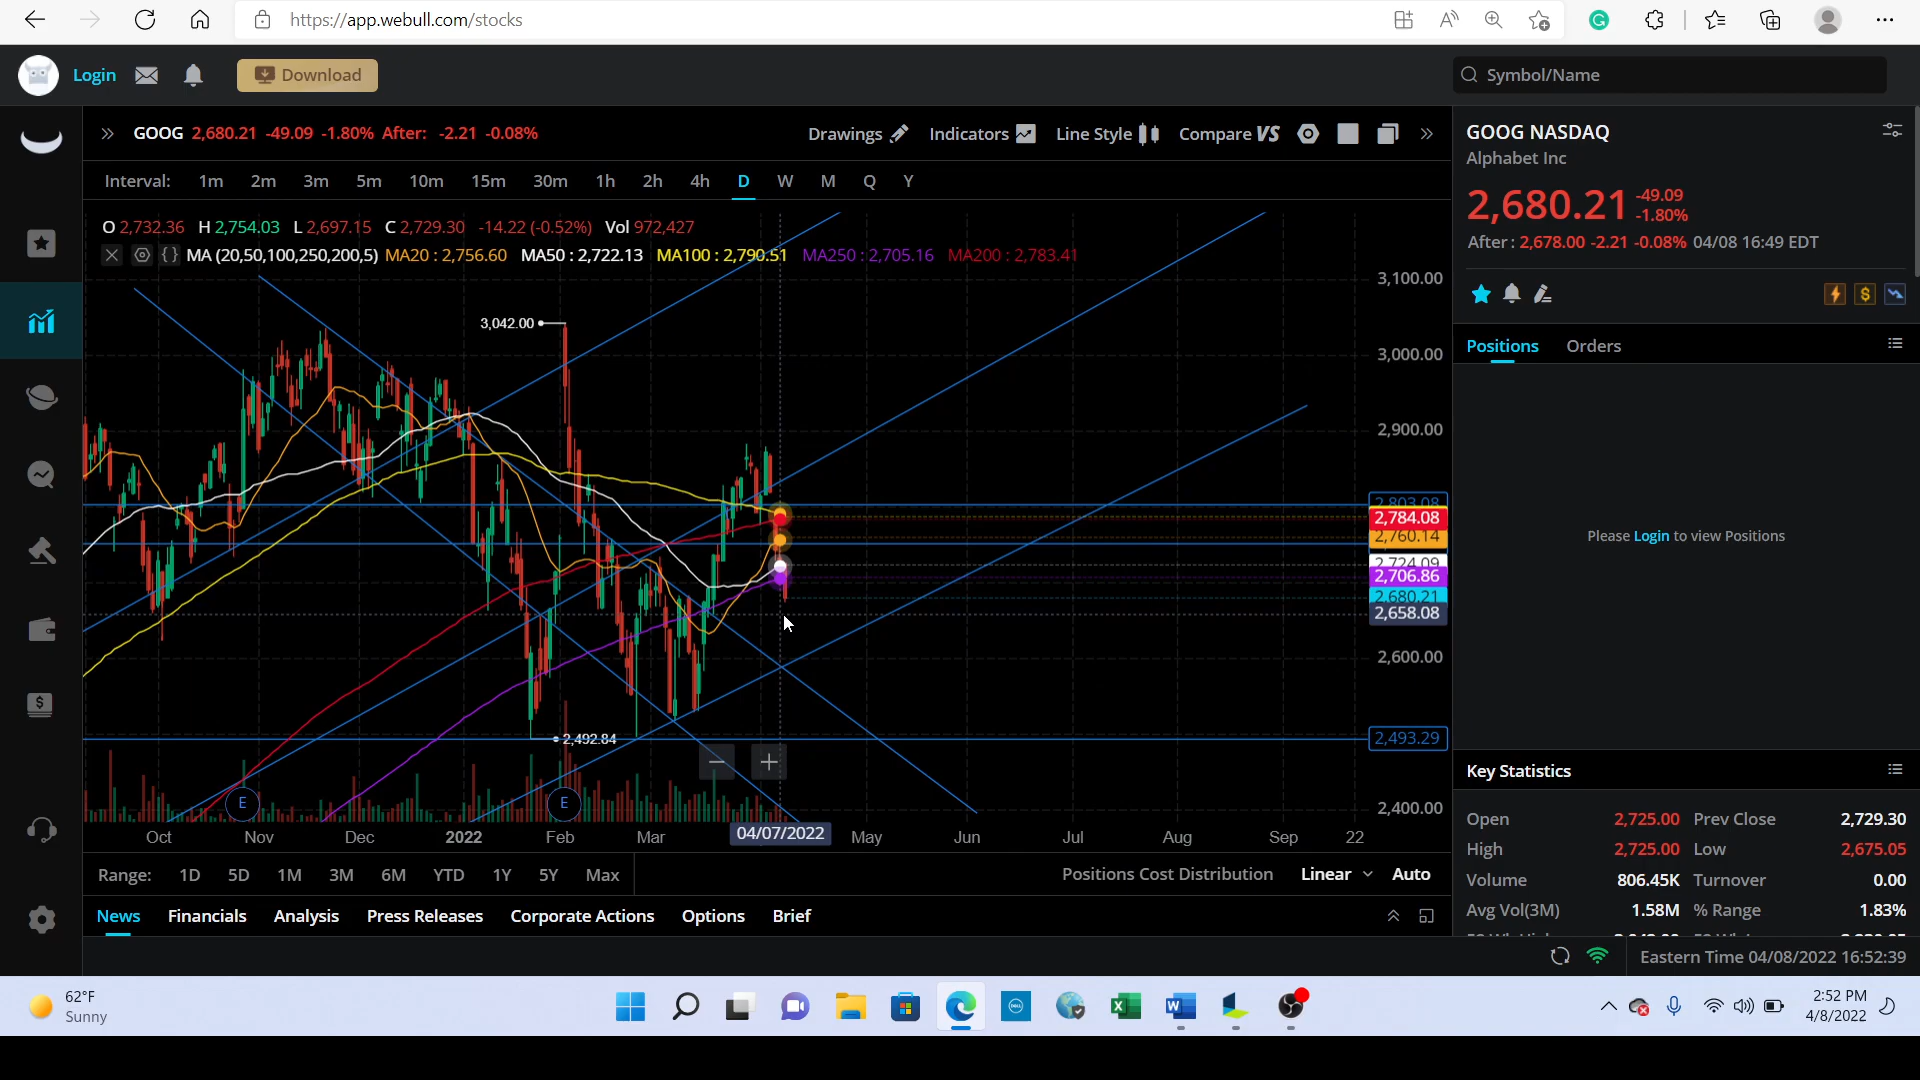 https://app.webull.com/stocks
Login
Download
Symbol/Name
GOOG 2,680.21 -49.09 -1.80% After: -2.21 -0.08%
Drawings
Indicators
Line Style
Compare VS
Interval: 1m 2m 3m 5m 10m 15m 30m 1h 2h 4h D W M Q Y
O 2,732.36 H 2,754.03 L 2,697.15 C 2,729.30 -14.22 (-0.52%) Vol 972,427
MA (20,50,100,250,200,5) MA20 : 2,756.60 MA50 : 2,722.13 MA100 : 2,790.51 MA250 : 2,705.16 MA200 : 2,783.41
3,100.00
3,042.00
3,000.00
2,900.00
2,803.08
2,784.08
2,760.14
2,724.09
2,706.86
2,680.21
2,658.08
2,600.00
2,492.84
2,493.29
2,400.00
E
E
Oct Nov Dec 2022 Feb Mar 04/07/2022 May Jun Jul Aug Sep 22
Range: 1D 5D 1M 3M 6M YTD 1Y 5Y Max
Positions Cost Distribution Linear Auto
News Financials Analysis Press Releases Corporate Actions Options Brief
GOOG NASDAQ
Alphabet Inc
2,680.21 -49.09
-1.80%
After : 2,678.00 -2.21 -0.08% 04/08 16:49 EDT
Positions Orders
Please Login to view Positions
Key Statistics
Open 2,725.00 Prev Close 2,729.30
High 2,725.00 Low 2,675.05
Volume 806.45K Turnover 0.00
Avg Vol(3M) 1.58M % Range 1.83%
Eastern Time 04/08/2022 16:52:39
62°F
Sunny
2:52 PM
4/8/2022